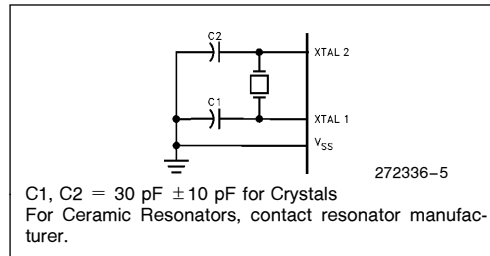 C2
XTAL 2
C1
XTAL 1
VSS
272336–5
C1, C2 = 30 pF ±10 pF for Crystals
For Ceramic Resonators, contact resonator manufac-
turer.